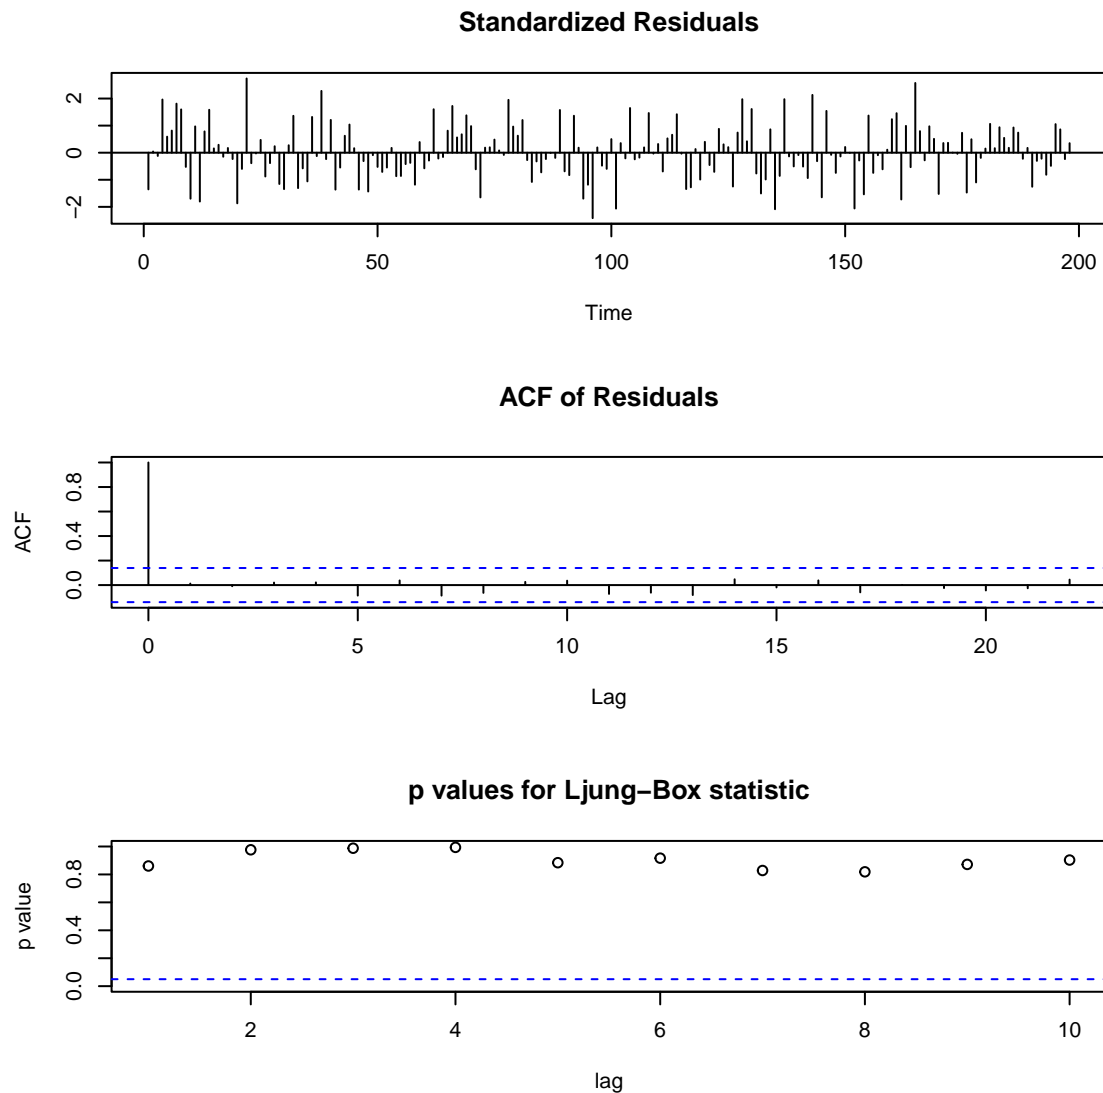 Standardized Residuals
2
0
−2
0 50 100 150 200
Time
ACF of Residuals
ACF
0.8
0.4
0.0
0 5 10 15 20
Lag
p values for Ljung−Box statistic
p value
0.8
0.4
0.0
2 4 6 8 10
lag